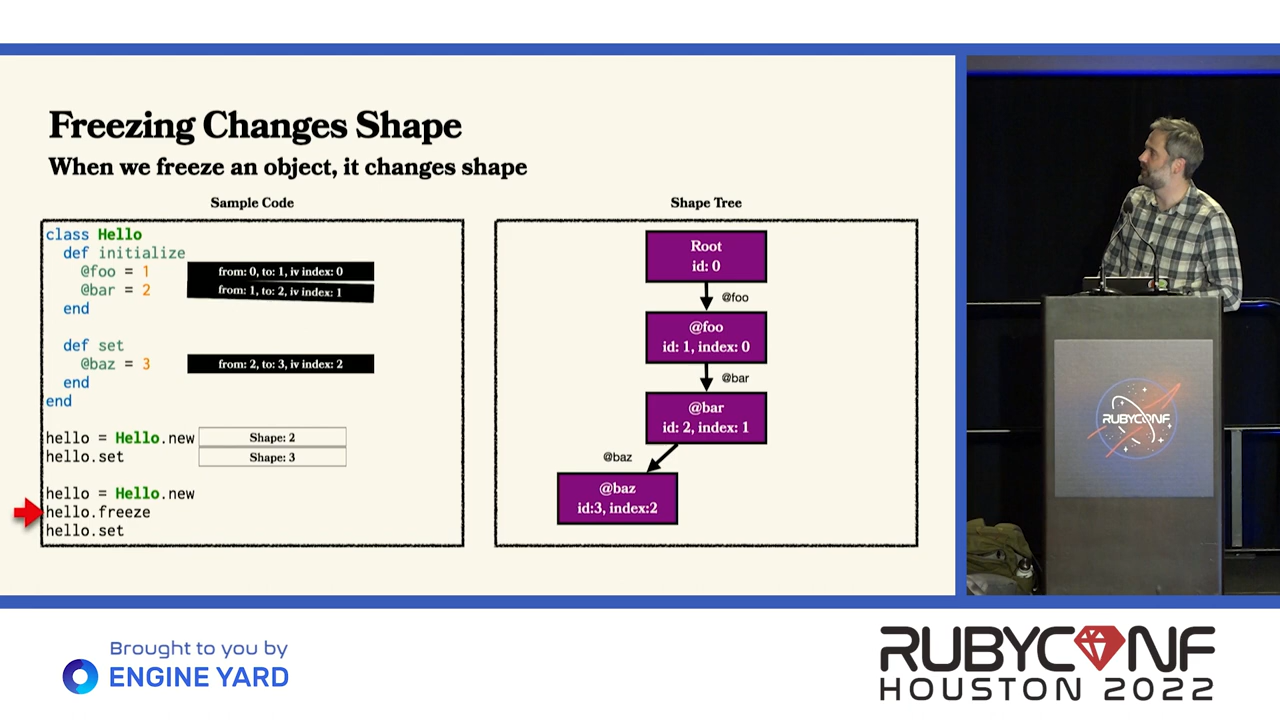 Freezing Changes Shape
When we freeze an object, it changes shape
Sample Code
class Hello
def initialize
@foo = 1
from: 0, to: 1, iv index: 0
@bar = 2
from: 1, to: 2, iv index: 1
end
def set
@baz = 3
from: 2, to: 3, iv index: 2
end
end
hello = Hello.new
Shape: 2
hello.set
Shape: 3
hello = Hello.new
hello.freeze
hello.set
Shape Tree
Root
id: 0
@foo
@foo
id: 1, index: 0
@bar
@bar
id: 2, index: 1
@baz
@baz
id:3, index:2
RUBYCONF
Brought to you by
ENGINE YARD
RUBYCONF
HOUSTON 2022